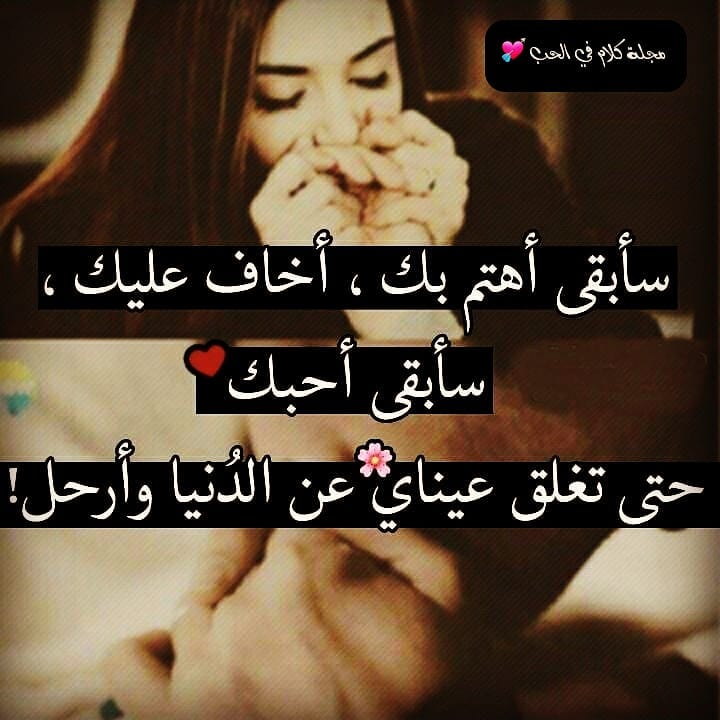 مجلة كلام في الحب 💘
سأبقى أهتم بك ، أخاف عليك ،
سأبقى أحبك ❤
حتى تغلق عيناي🌸عن الدُنيا وأرحل!